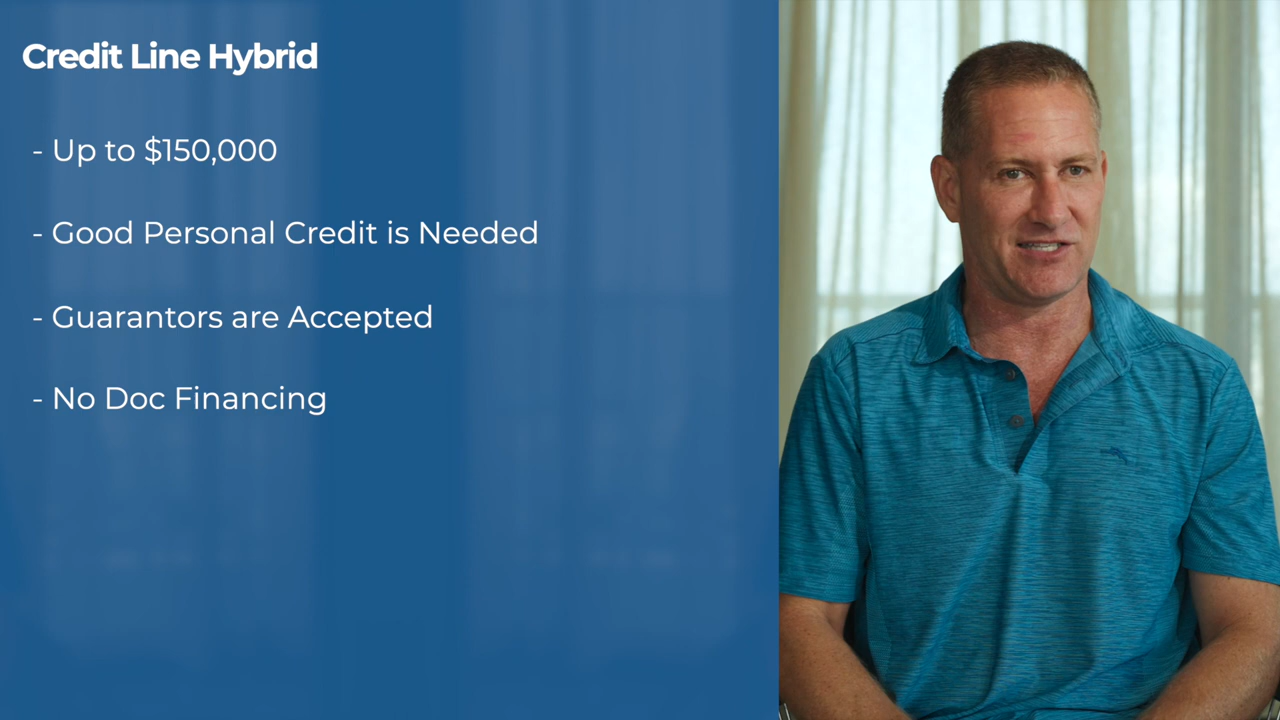 Credit Line Hybrid
- Up to $150,000
- Good Personal Credit is Needed
- Guarantors are Accepted
- No Doc Financing